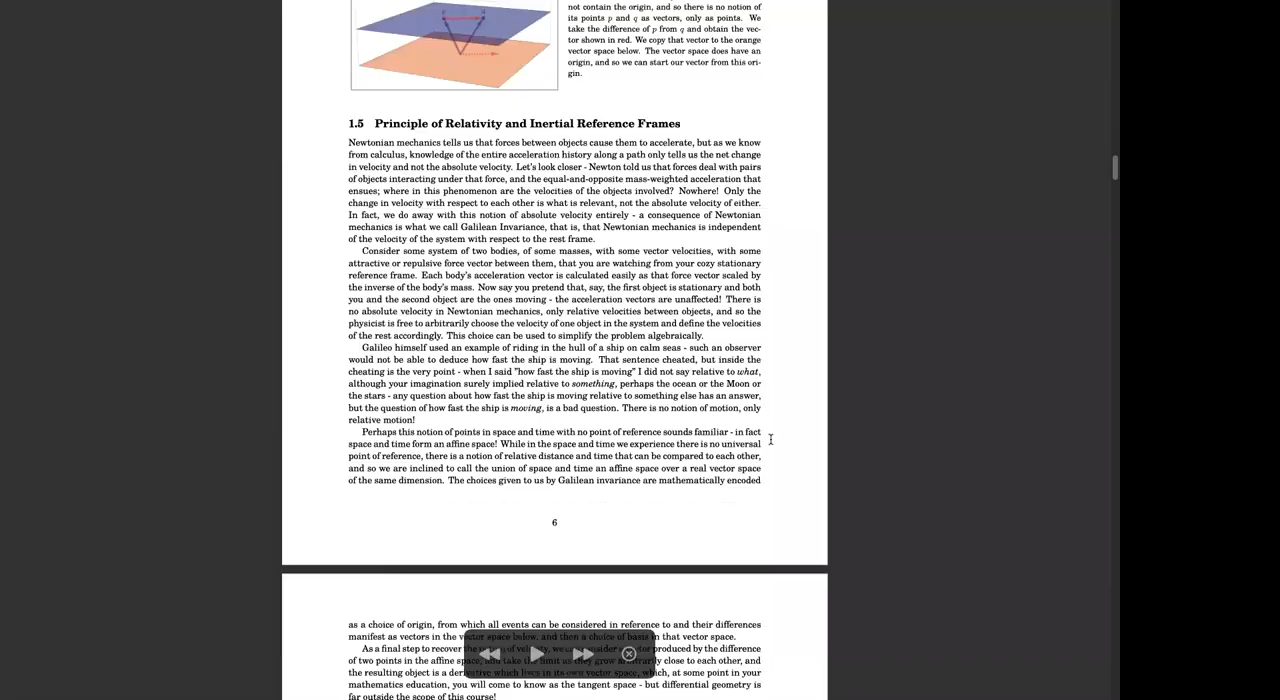 not contain the origin, and so there is no notion of
its points p and q as vectors, only as points. We
take the difference of p from q and obtain the vec-
tor shown in red. We copy that vector to the orange
vector space below. The vector space does have an
origin, and so we can start our vector from this ori-
gin.
1.5 Principle of Relativity and Inertial Reference Frames
Newtonian mechanics tells us that forces between objects cause them to accelerate, but as we know
from calculus, knowledge of the entire acceleration history along a path only tells us the net change
in velocity and not the absolute velocity. Let's look closer - Newton told us that forces deal with pairs
of objects interacting under that force, and the equal-and-opposite mass-weighted acceleration that
ensues; where in this phenomenon are the velocities of the objects involved? Nowhere! Only the
change in velocity with respect to each other is what is relevant, not the absolute velocity of either.
In fact, we do away with this notion of absolute velocity entirely - a consequence of Newtonian
mechanics is what we call Galilean Invariance, that is, that Newtonian mechanics is independent
of the velocity of the system with respect to the rest frame.
Consider some system of two bodies, of some masses, with some vector velocities, with some
attractive or repulsive force vector between them, that you are watching from your cozy stationary
reference frame. Each body's acceleration vector is calculated easily as that force vector scaled by
the inverse of the body's mass. Now say you pretend that, say, the first object is stationary and both
you and the second object are the ones moving - the acceleration vectors are unaffected! There is
no absolute velocity in Newtonian mechanics, only relative velocities between objects, and so the
physicist is free to arbitrarily choose the velocity of one object in the system and define the velocities
of the rest accordingly. This choice can be used to simplify the problem algebraically.
Galileo himself used an example of riding in the hull of a ship on calm seas - such an observer
would not be able to deduce how fast the ship is moving. That sentence cheated, but inside the
cheating is the very point - when I said "how fast the ship is moving" I did not say relative to what,
although your imagination surely implied relative to something, perhaps the ocean or the Moon or
the stars - any question about how fast the ship is moving relative to something else has an answer,
but the question of how fast the ship is moving, is a bad question. There is no notion of motion, only
relative motion!
Perhaps this notion of points in space and time with no point of reference sounds familiar - in fact
space and time form an affine space! While in the space and time we experience there is no universal
point of reference, there is a notion of relative distance and time that can be compared to each other,
and so we are inclined to call the union of space and time an affine space over a real vector space
of the same dimension. The choices given to us by Galilean invariance are mathematically encoded
6
as a choice of origin, from which all events can be considered in reference to and their differences
manifest as vectors in the vector space below, and then a choice of basis in that vector space.
As a final step to recover the notion of velocity, we can consider a vector produced by the difference
of two points in the affine space, and take the limit as they grow arbitrarily close to each other, and
the resulting object is a derivative which lives in its own vector space, which, at some point in your
mathematics education, you will come to know as the tangent space - but differential geometry is
far outside the scope of this course!